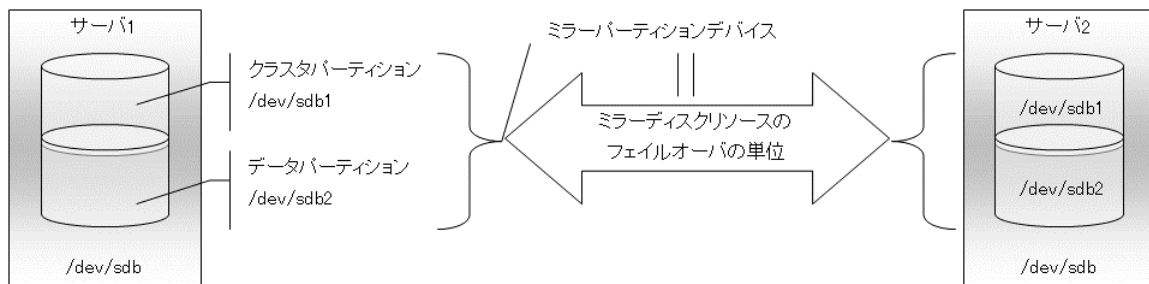 サーバ1
クラスタパーティション
/dev/sdb1
データパーティション
/dev/sdb2
/dev/sdb
ミラーパーティションデバイス
ミラーディスクリソースの
フェイルオーバの単位
サーバ2
/dev/sdb1
/dev/sdb2
/dev/sdb